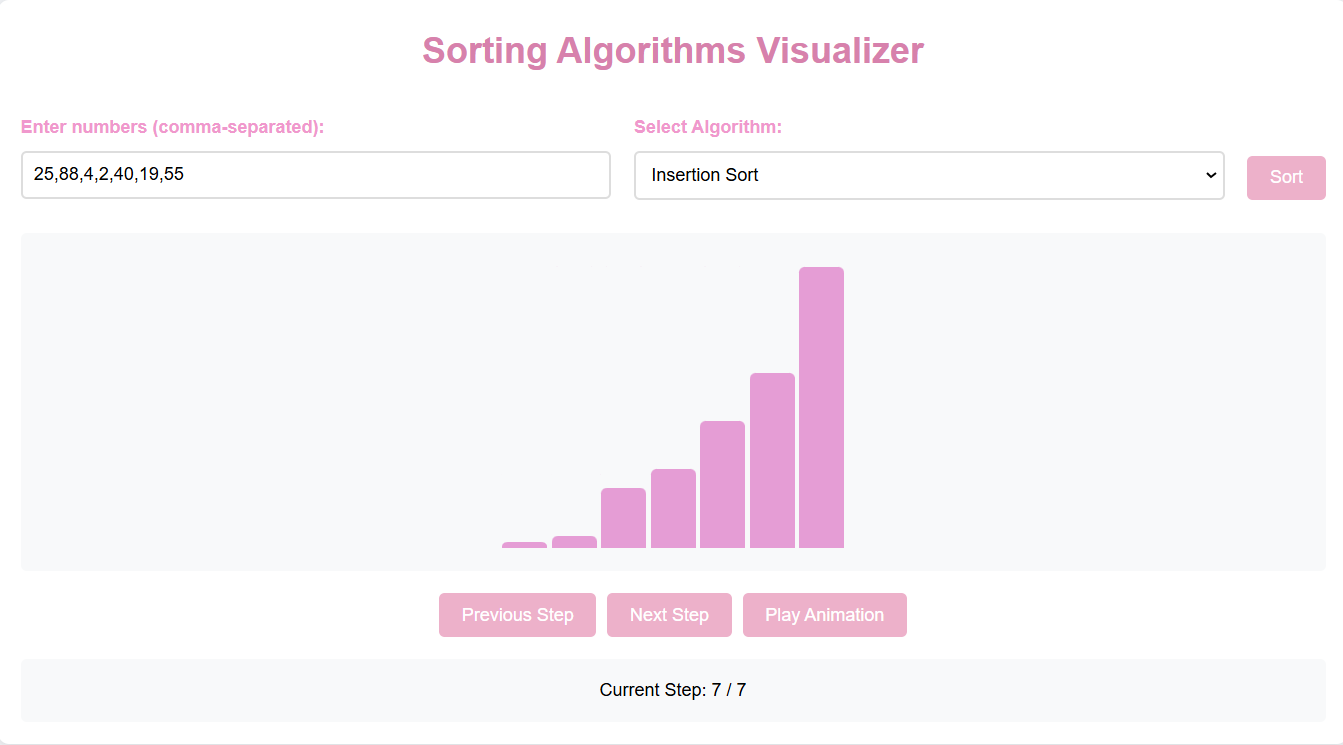 Sorting Algorithms Visualizer
Enter numbers (comma-separated):
25,88,4,2,40,19,55
Select Algorithm:
Insertion Sort
Sort
Previous Step
Next Step
Play Animation
Current Step: 7 / 7